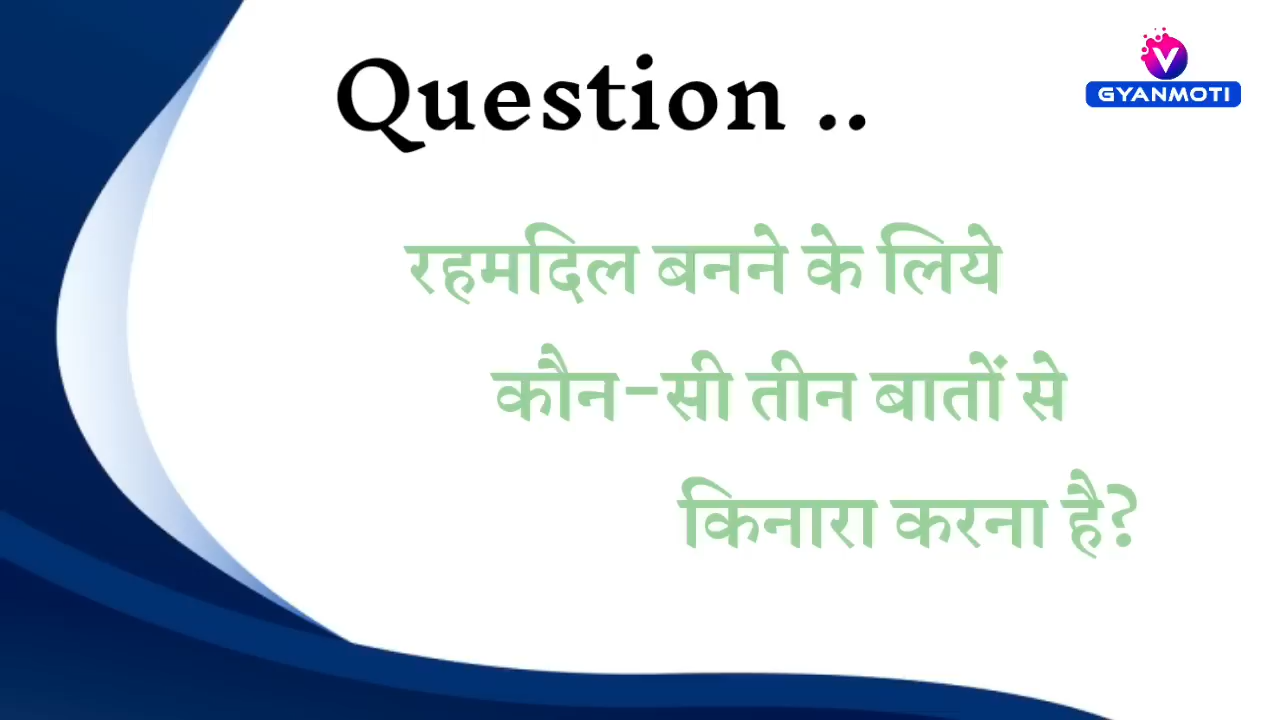 Question ..
V
GYANMOTI
रहमदिल बनने के लिये
कौन-सी तीन बातों से
किनारा करना है?